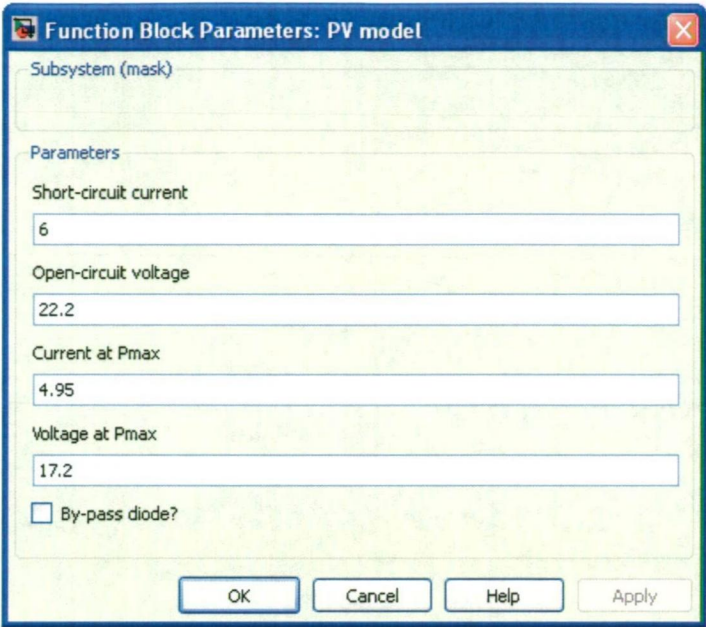 Function Block Parameters: PV model
Subsystem (mask)
Parameters
Short-circuit current
6
Open-circuit voltage
22.2
Current at Pmax
4.95
Voltage at Pmax
17.2
By-pass diode?
OK Cancel Help Apply